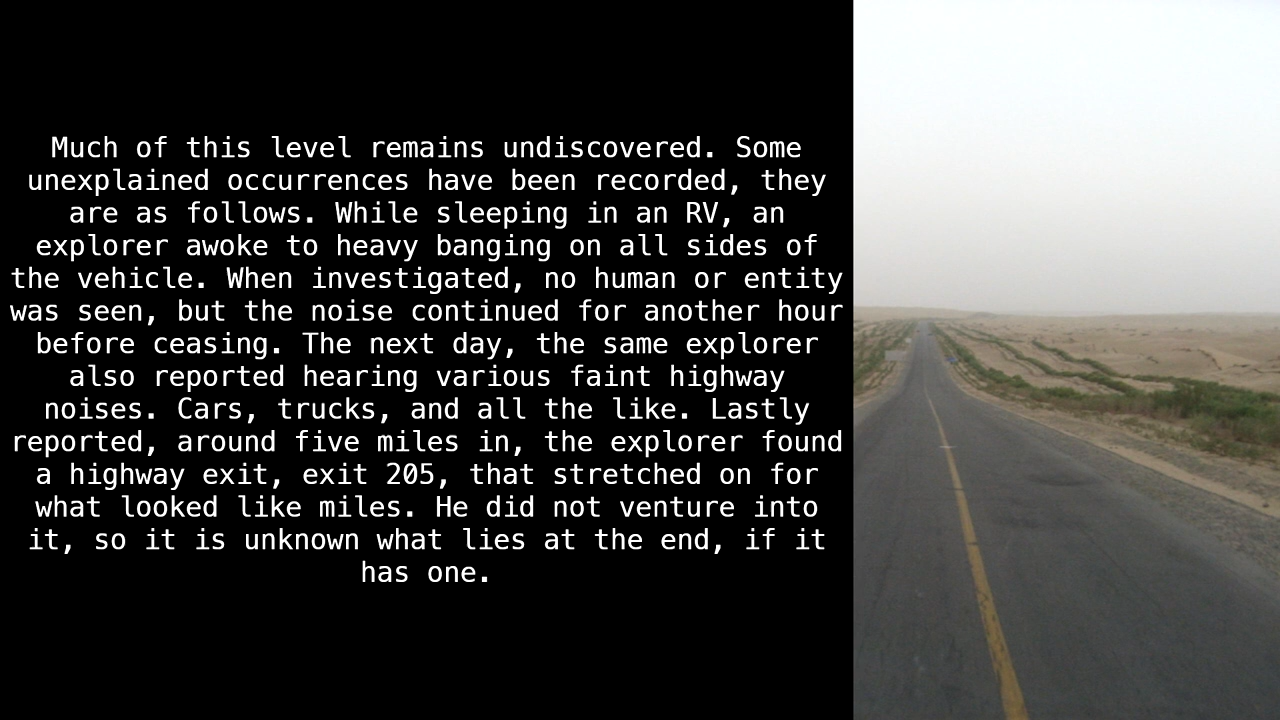 Much of this level remains undiscovered. Some
unexplained occurrences have been recorded, they
are as follows. While sleeping in an RV, an
explorer awoke to heavy banging on all sides of
the vehicle. When investigated, no human or entity
was seen, but the noise continued for another hour
before ceasing. The next day, the same explorer
also reported hearing various faint highway
noises. Cars, trucks, and all the like. Lastly
reported, around five miles in, the explorer found
a highway exit, exit 205, that stretched on for
what looked like miles. He did not venture into
it, so it is unknown what lies at the end, if it
has one.